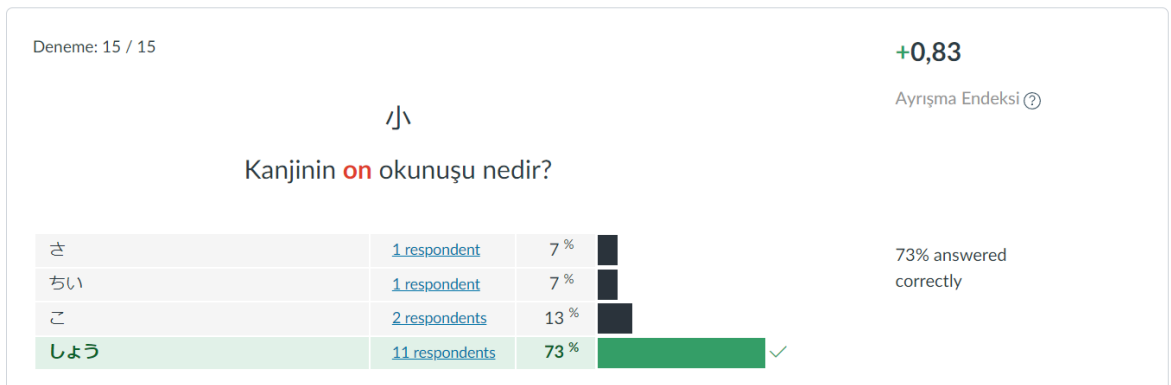 Deneme: 15 / 15
+0,83
Ayrışma Endeksi ?
小
Kanjinin on okunuşu nedir?
さ 1 respondent 7 %
ちい 1 respondent 7 %
こ 2 respondents 13 %
しょう 11 respondents 73 %
73% answered
correctly